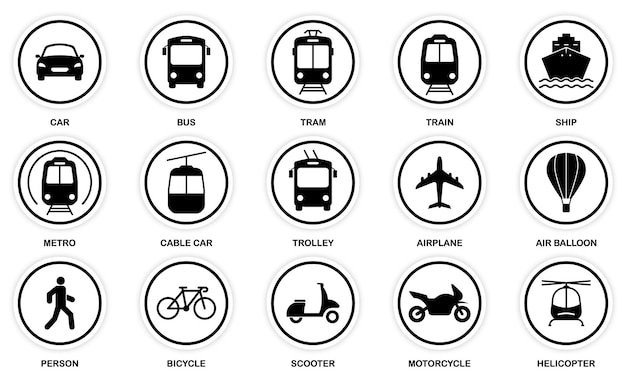 CAR BUS TRAM TRAIN SHIP
METRO CABLE CAR TROLLEY AIRPLANE AIR BALLOON
PERSON BICYCLE SCOOTER MOTORCYCLE HELICOPTER